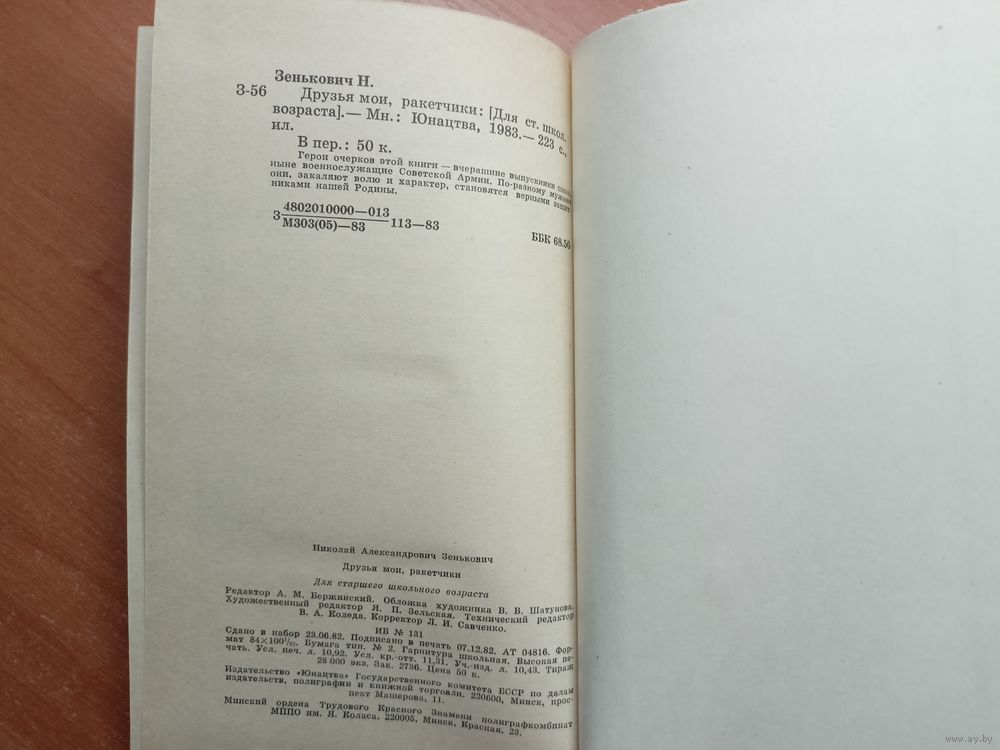 Зенькович Н.
З-56
Друзья мои, ракетчики: [Для ст. школ.
возраста].— Мн.: Юнацтва, 1983.— 223 с.,
ил.
В пер.: 50 к.
Герои очерков этой книги — вчерашние выпускники школ,
ныне военнослужащие Советской Армии. По-разному мужают
они, закаляют волю и характер, становятся верными защит-
никами нашей Родины.
4802010000—013
З 113—83
М303(05)—83
ББК 68.50
Николай Александрович Зенькович
Друзья мои, ракетчики
Для старшего школьного возраста
Редактор А. М. Бержинский. Обложка художника В. В. Шатунова.
Художественный редактор Я. П. Зельская. Технический редактор
В. А. Коледа. Корректор Л. И. Савченко.
ИБ № 131
Сдано в набор 23.06.82. Подписано в печать 07.12.82. АТ 04816. Фор-
мат 84×100 1/32. Бумага тип. № 2. Гарнитура школьная. Высокая пе-
чать. Усл. печ. л. 10,92. Усл. кр.-отт. 11,31. Уч.-изд. л. 10,43. Тираж
28 000 экз. Зак. 2736. Цена 50 к.
Издательство «Юнацтва» Государственного комитета БССР по делам
издательств, полиграфии и книжной торговли. 220600, Минск, прос-
пект Машерова, 11.
Минский ордена Трудового Красного Знамени полиграфкомбинат
МППО им. Я. Коласа. 220005, Минск, Красная, 23.
www.ay.by